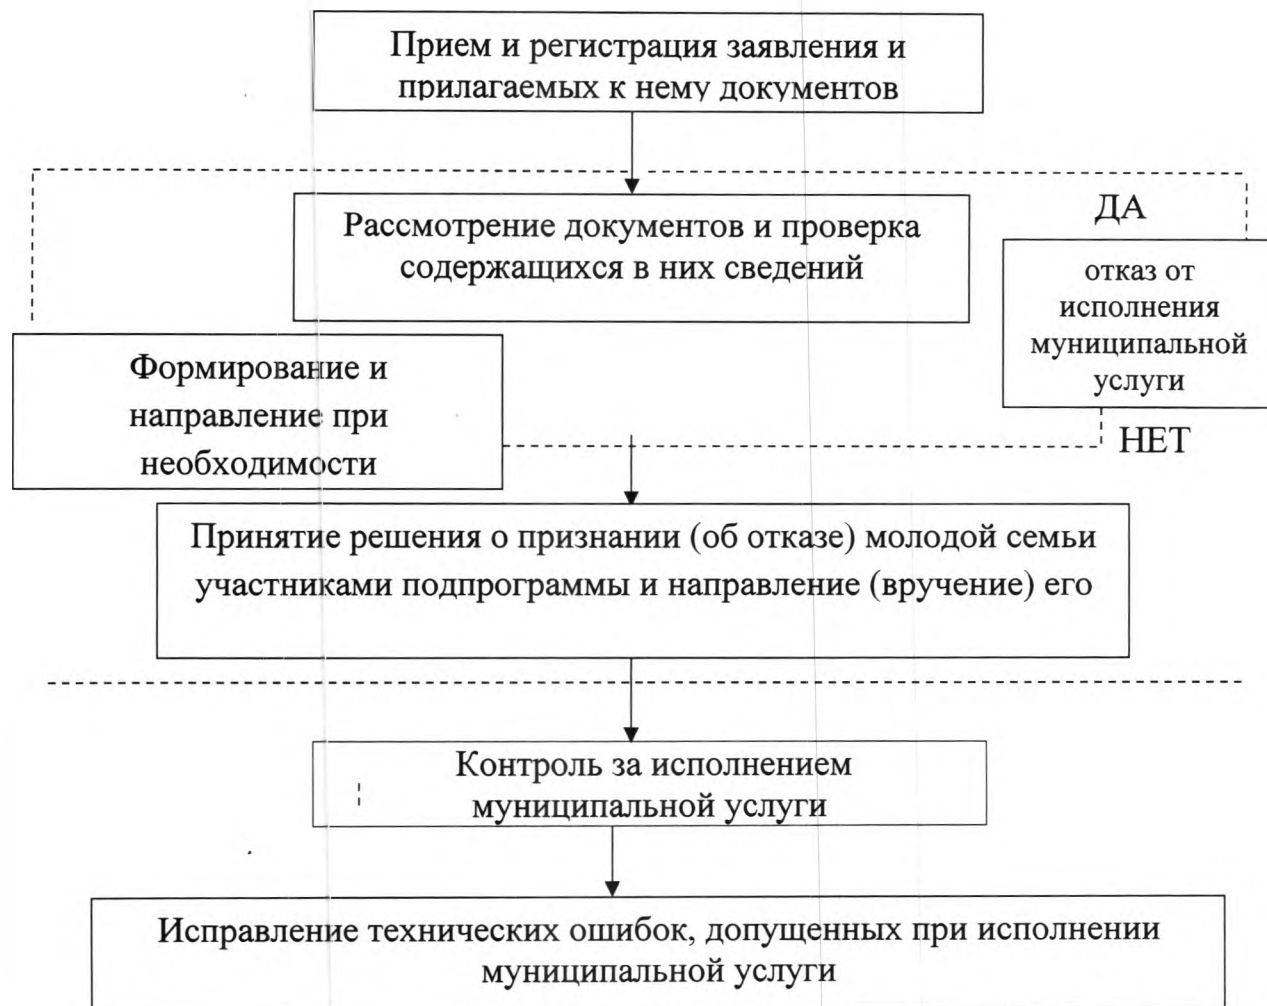 Прием и регистрация заявления и
прилагаемых к нему документов
Рассмотрение документов и проверка
содержащихся в них сведений
ДА
отказ от
исполнения
муниципальной
услуги
НЕТ
Формирование и
направление при
необходимости
Принятие решения о признании (об отказе) молодой семьи
участниками подпрограммы и направление (вручение) его
Контроль за исполнением
муниципальной услуги
Исправление технических ошибок, допущенных при исполнении
муниципальной услуги